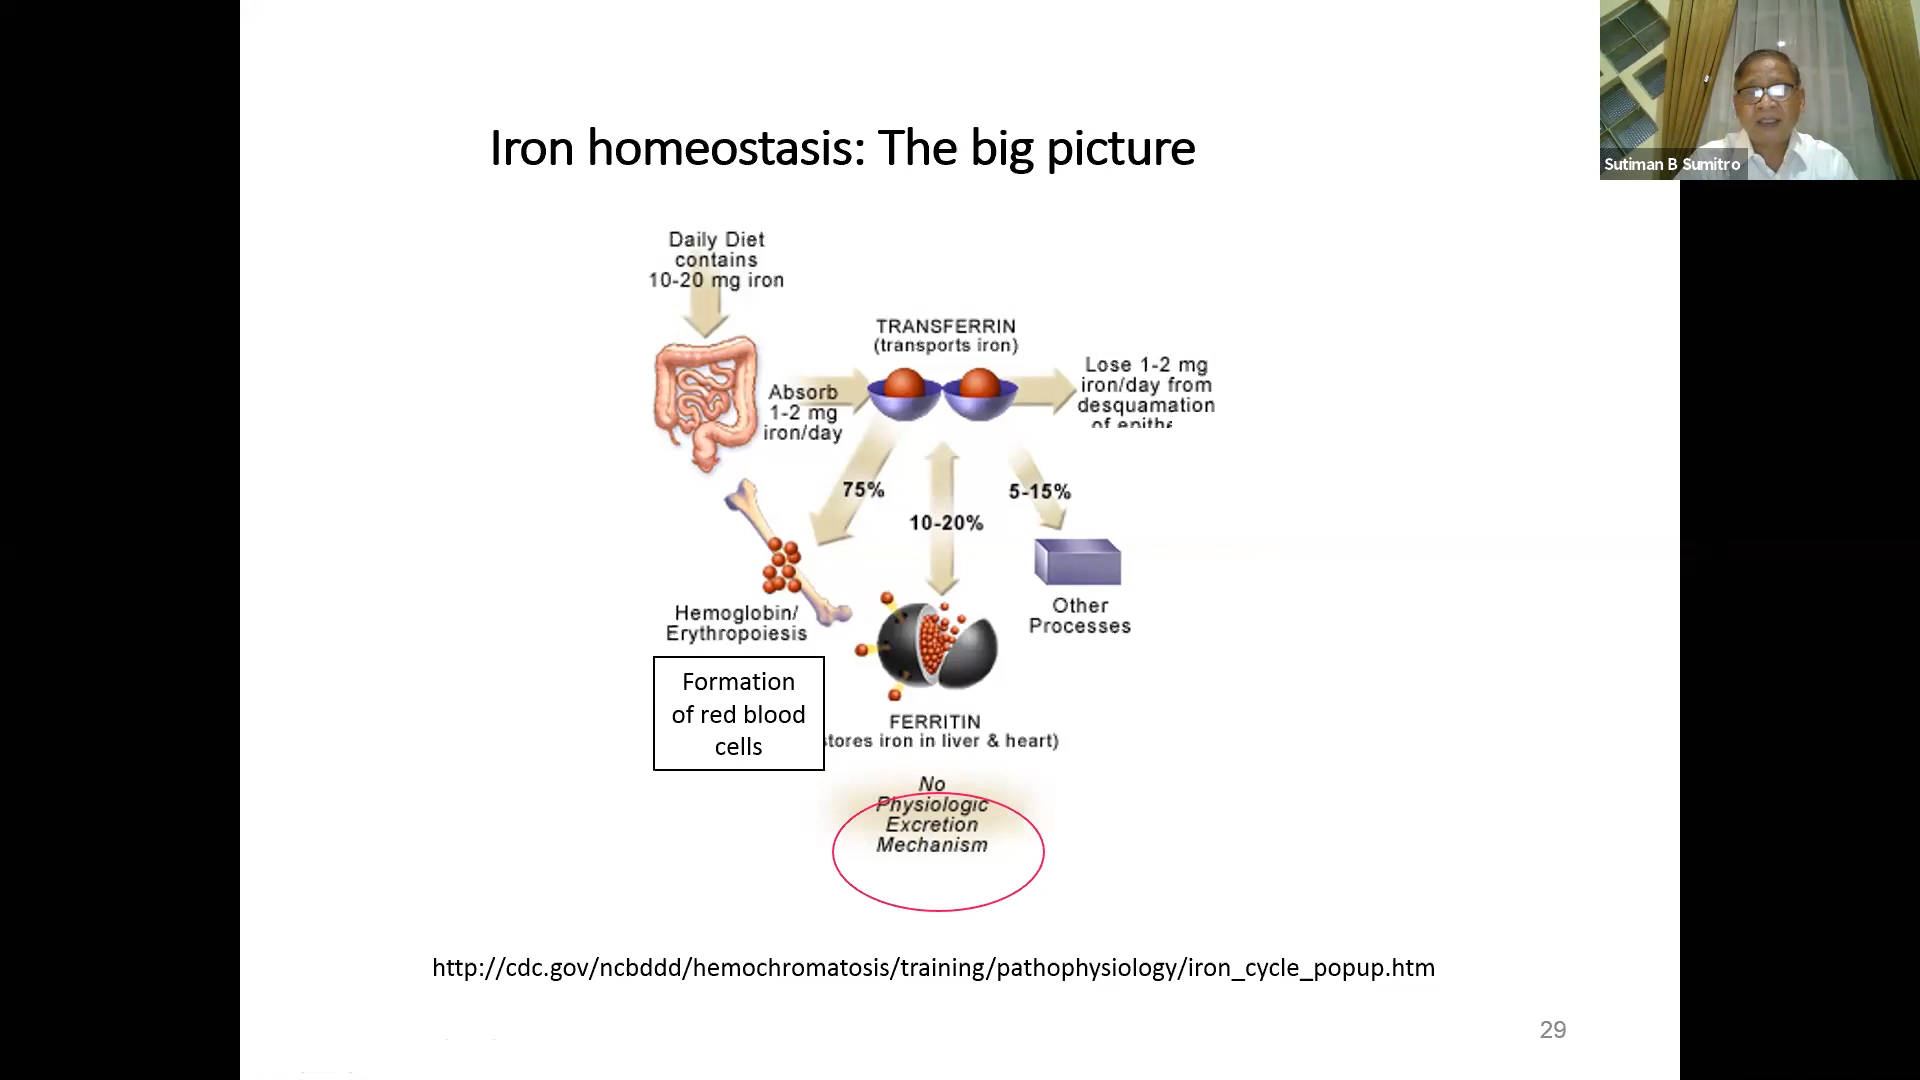 Sutiman B Sumitro
Iron homeostasis: The big picture
Daily Diet
contains
10-20 mg iron
TRANSFERRIN
(transports iron)
Absorb
1-2 mg
iron/day
Lose 1-2 mg
iron/day from
desquamation
of
75%
10-20%
5-15%
Hemoglobin/
Erythropoiesis
Other
Processes
Formation
of red blood
cells
FERRITIN
stores iron in liver & heart)
No
Physiologic
Excretion
Mechanism
http://cdc.gov/ncbddd/hemochromatosis/training/pathophysiology/iron_cycle_popup.htm
29